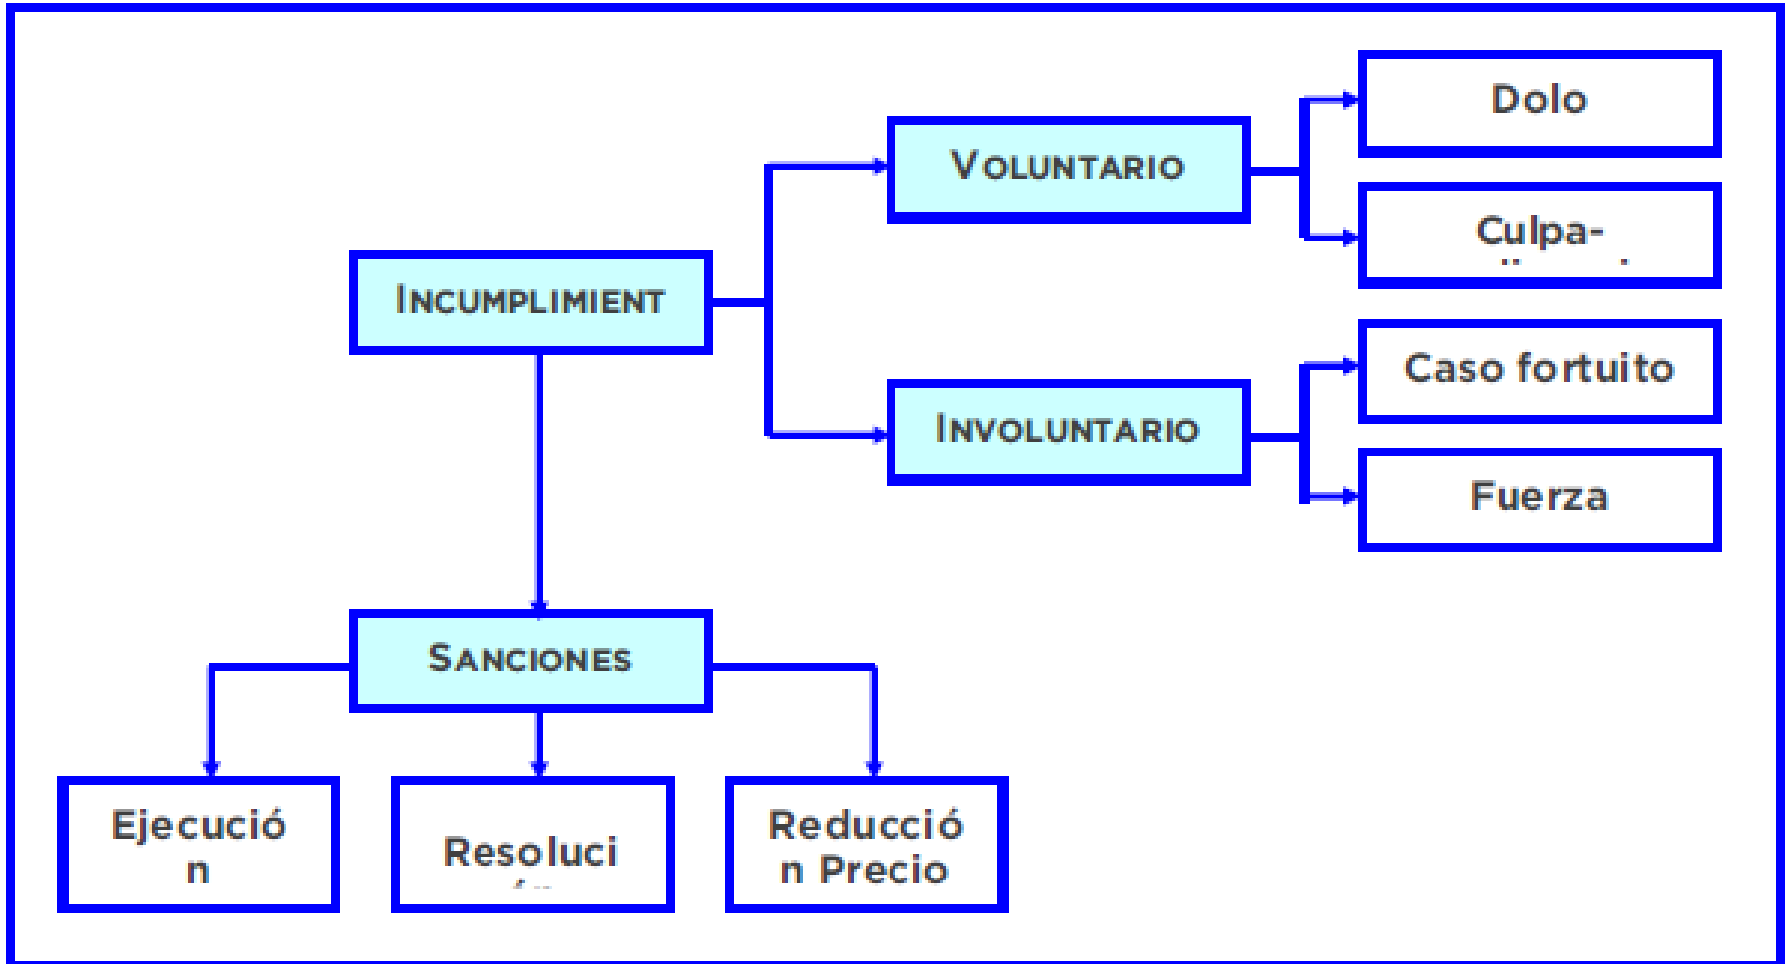 Dolo
VOLUNTARIO
Culpa-
INCUMPLIMIENT
Caso fortuito
INVOLUNTARIO
Fuerza
SANCIONES
Ejecució
n
Resoluci
Reducció
n Precio